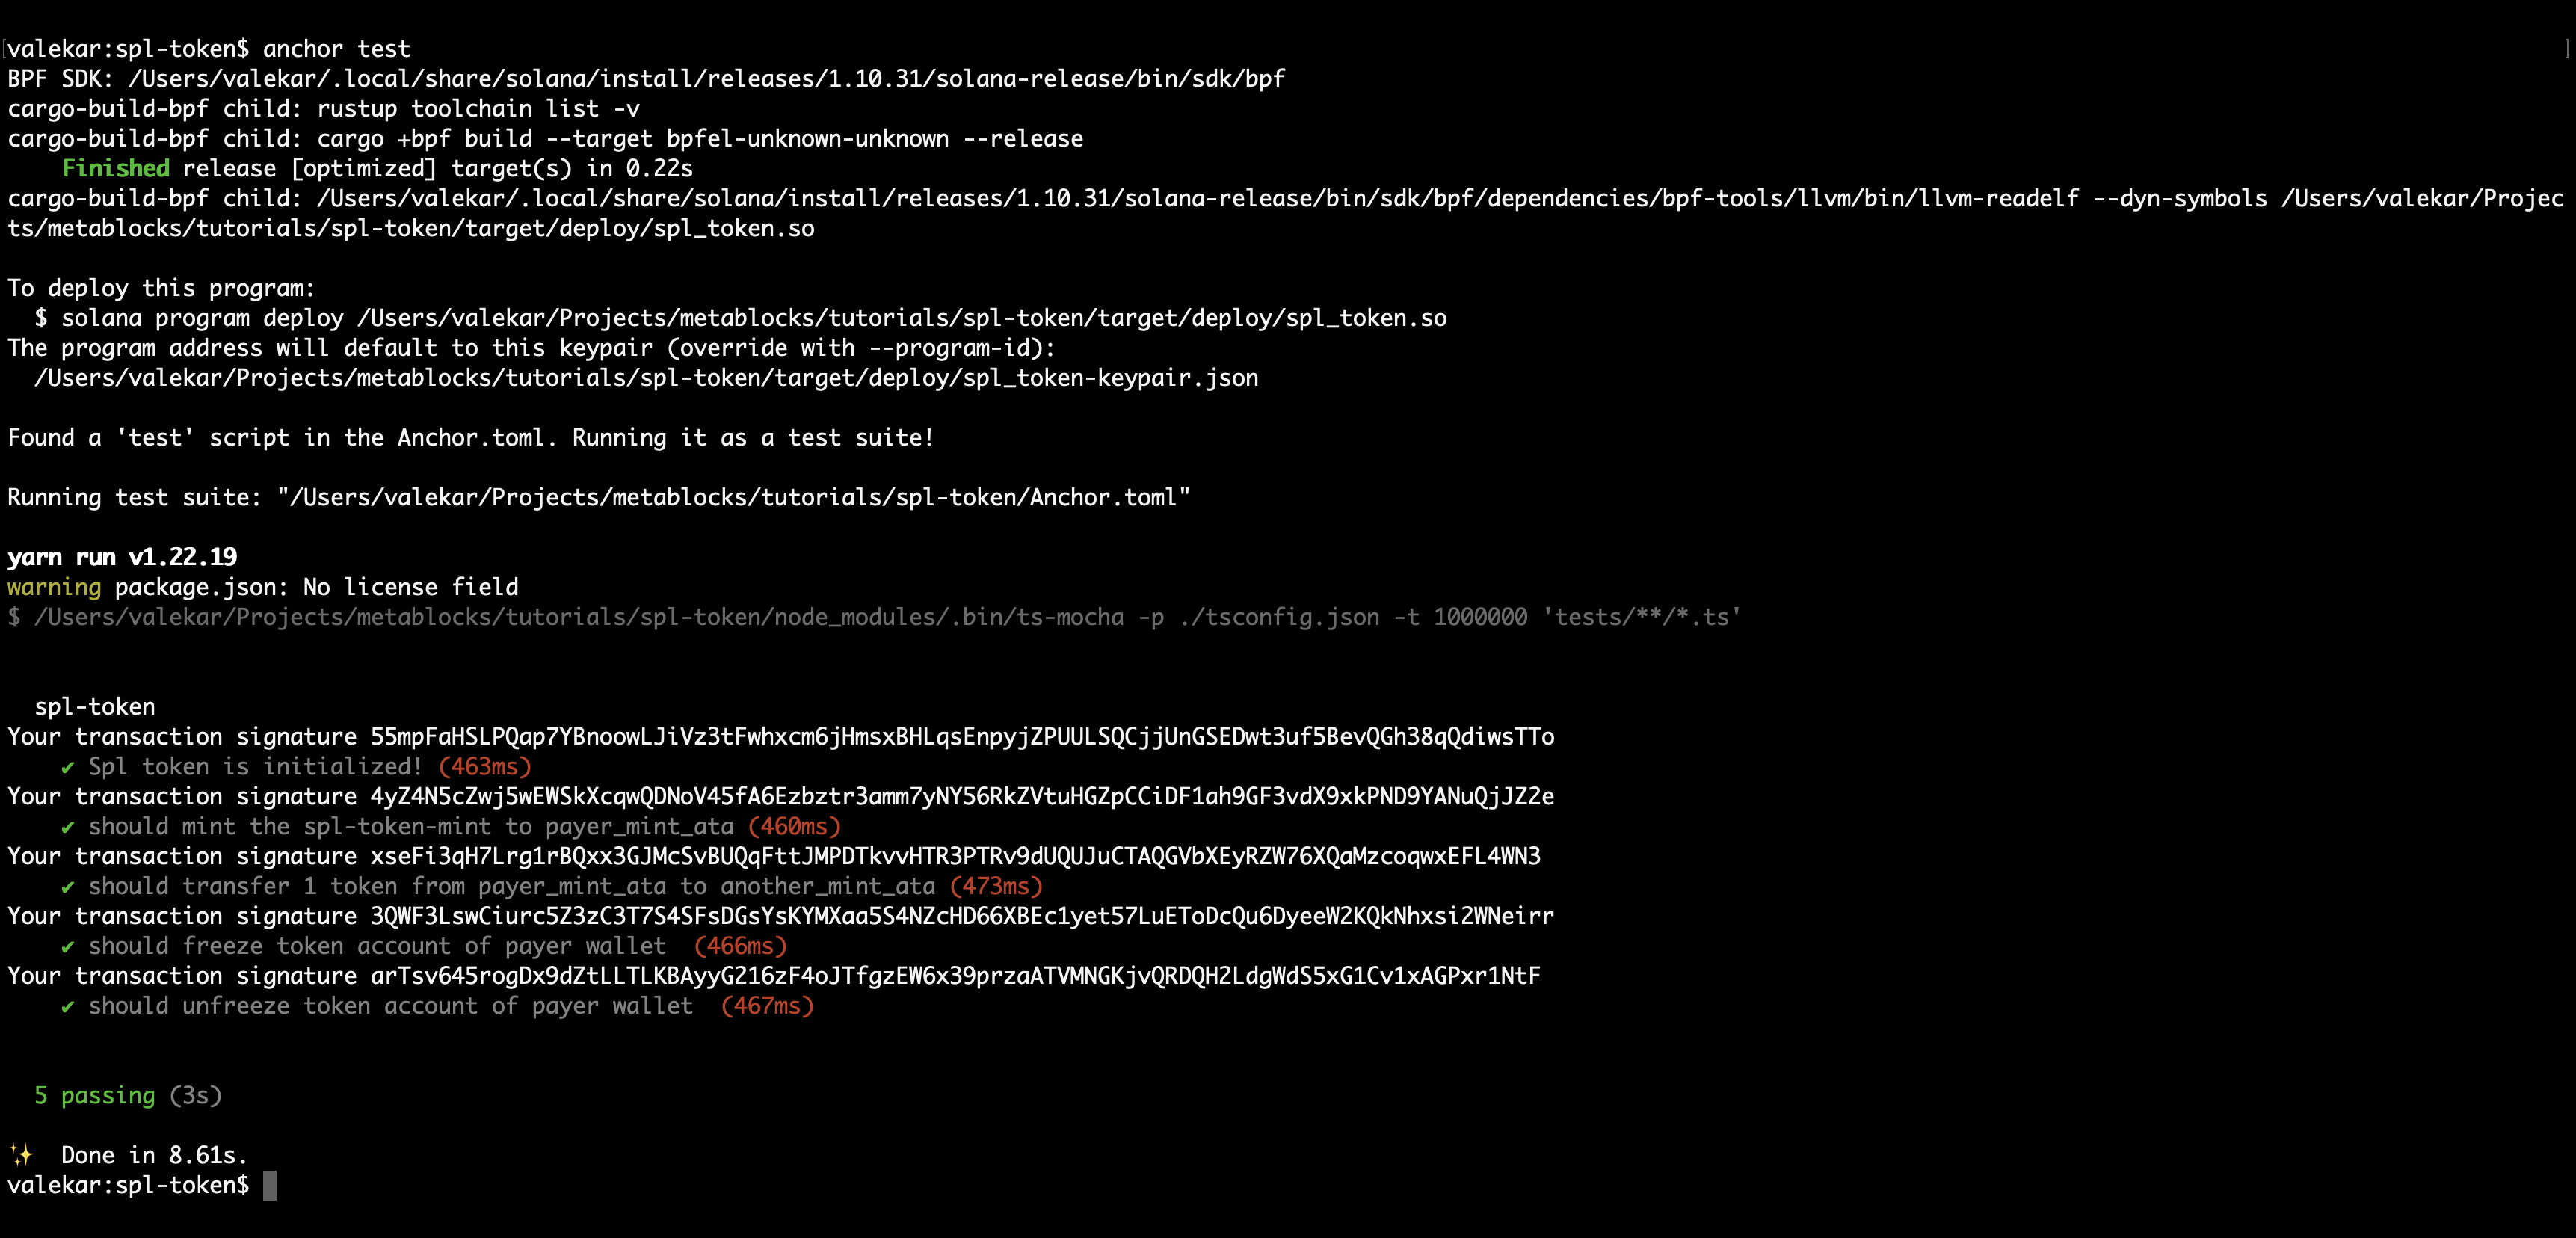 valekar:spl-token$ anchor test
BPF SDK: /Users/valekar/.local/share/solana/install/releases/1.10.31/solana-release/bin/sdk/bpf
cargo-build-bpf child: rustup toolchain list -v
cargo-build-bpf child: cargo +bpf build --target bpfel-unknown-unknown --release
    Finished release [optimized] target(s) in 0.22s
cargo-build-bpf child: /Users/valekar/.local/share/solana/install/releases/1.10.31/solana-release/bin/sdk/bpf/dependencies/bpf-tools/llvm/bin/llvm-readelf --dyn-symbols /Users/valekar/Projec
ts/metablocks/tutorials/spl-token/target/deploy/spl_token.so

To deploy this program:
  $ solana program deploy /Users/valekar/Projects/metablocks/tutorials/spl-token/target/deploy/spl_token.so
The program address will default to this keypair (override with --program-id):
  /Users/valekar/Projects/metablocks/tutorials/spl-token/target/deploy/spl_token-keypair.json

Found a 'test' script in the Anchor.toml. Running it as a test suite!

Running test suite: "/Users/valekar/Projects/metablocks/tutorials/spl-token/Anchor.toml"

yarn run v1.22.19
warning package.json: No license field
$ /Users/valekar/Projects/metablocks/tutorials/spl-token/node_modules/.bin/ts-mocha -p ./tsconfig.json -t 1000000 'tests/**/*.ts'

  spl-token
Your transaction signature 55mpFaHSLPQap7YBnoowLJiVz3tFwhxcm6jHmsxBHLqsEnpyjZPUULSQCjjUnGSEDwt3uf5BevQGh38qQdiwsTTo
    ✔ Spl token is initialized! (463ms)
Your transaction signature 4yZ4N5cZwj5wEWSkXcqwQDNoV45fA6Ezbztr3amm7yNY56RkZVtuHGZpCCiDF1ah9GF3vdX9xkPND9YANuQjJZ2e
    ✔ should mint the spl-token-mint to payer_mint_ata (460ms)
Your transaction signature xseFi3qH7Lrg1rBQxx3GJMcSvBUQqFttJMPDTkvvHTR3PTRv9dUQUJuCTAQGVbXEyRZW76XQaMzcoqwxEFL4WN3
    ✔ should transfer 1 token from payer_mint_ata to another_mint_ata (473ms)
Your transaction signature 3QWF3LswCiurc5Z3zC3T7S4SFsDGsYsKYMXaa5S4NZcHD66XBEc1yet57LuEToDcQu6DyeeW2KQkNhxsi2WNeirr
    ✔ should freeze token account of payer wallet  (466ms)
Your transaction signature arTsv645rogDx9dZtLLTLKBAyyG216zF4oJTfgzEW6x39przaATVMNGKjvQRDQH2LdgWdS5xG1Cv1xAGPxr1NtF
    ✔ should unfreeze token account of payer wallet  (467ms)

  5 passing (3s)

✨  Done in 8.61s.
valekar:spl-token$